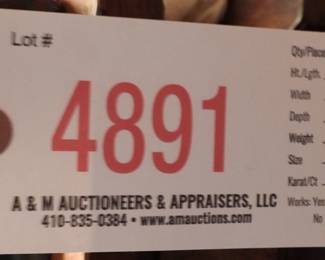 Lot #
4891
A & M AUCTIONEERS & APPRAISERS, LLC
410-835-0384 • www.amauctions.com
Qty/Piece
Ht./Lgth.
Width
Depth
Weight
Size
Karat/Ct
Works: Yes
No